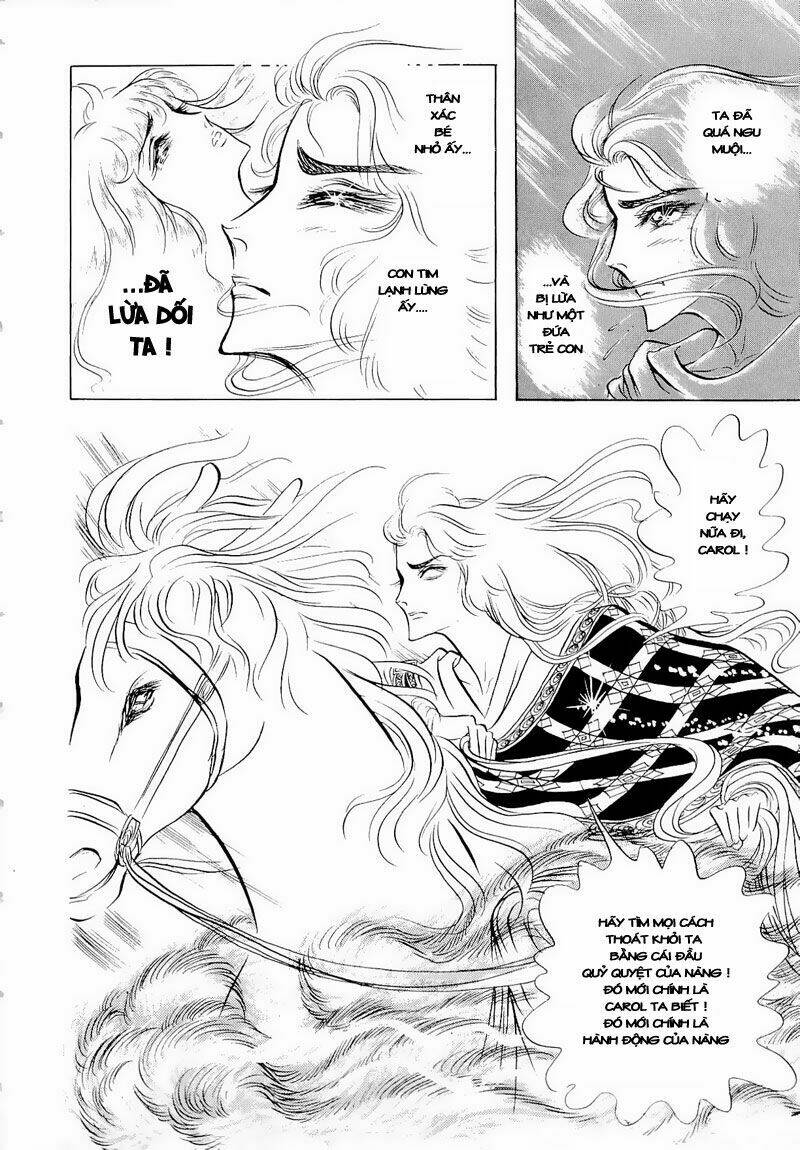 TA ĐÃ
QUÁ NGU
MUỘI...
...VÀ
BỊ LỪA
NHƯ MỘT
ĐỨA
TRẺ CON
THÂN
XÁC
BÉ
NHỎ ẤY...
CON TIM
LẠNH LÙNG
ẤY....
...ĐÃ
LỪA DỐI
TA !
HÃY
CHẠY
NỮA ĐI,
CAROL !
HÃY TÌM MỌI CÁCH
THOÁT KHỎI TA
BẰNG CÁI ĐẦU
QUỶ QUYỆT CỦA NÀNG !
ĐÓ MỚI CHÍNH LÀ
CAROL TA BIẾT !
ĐÓ MỚI CHÍNH LÀ
HÀNH ĐỘNG CỦA NÀNG